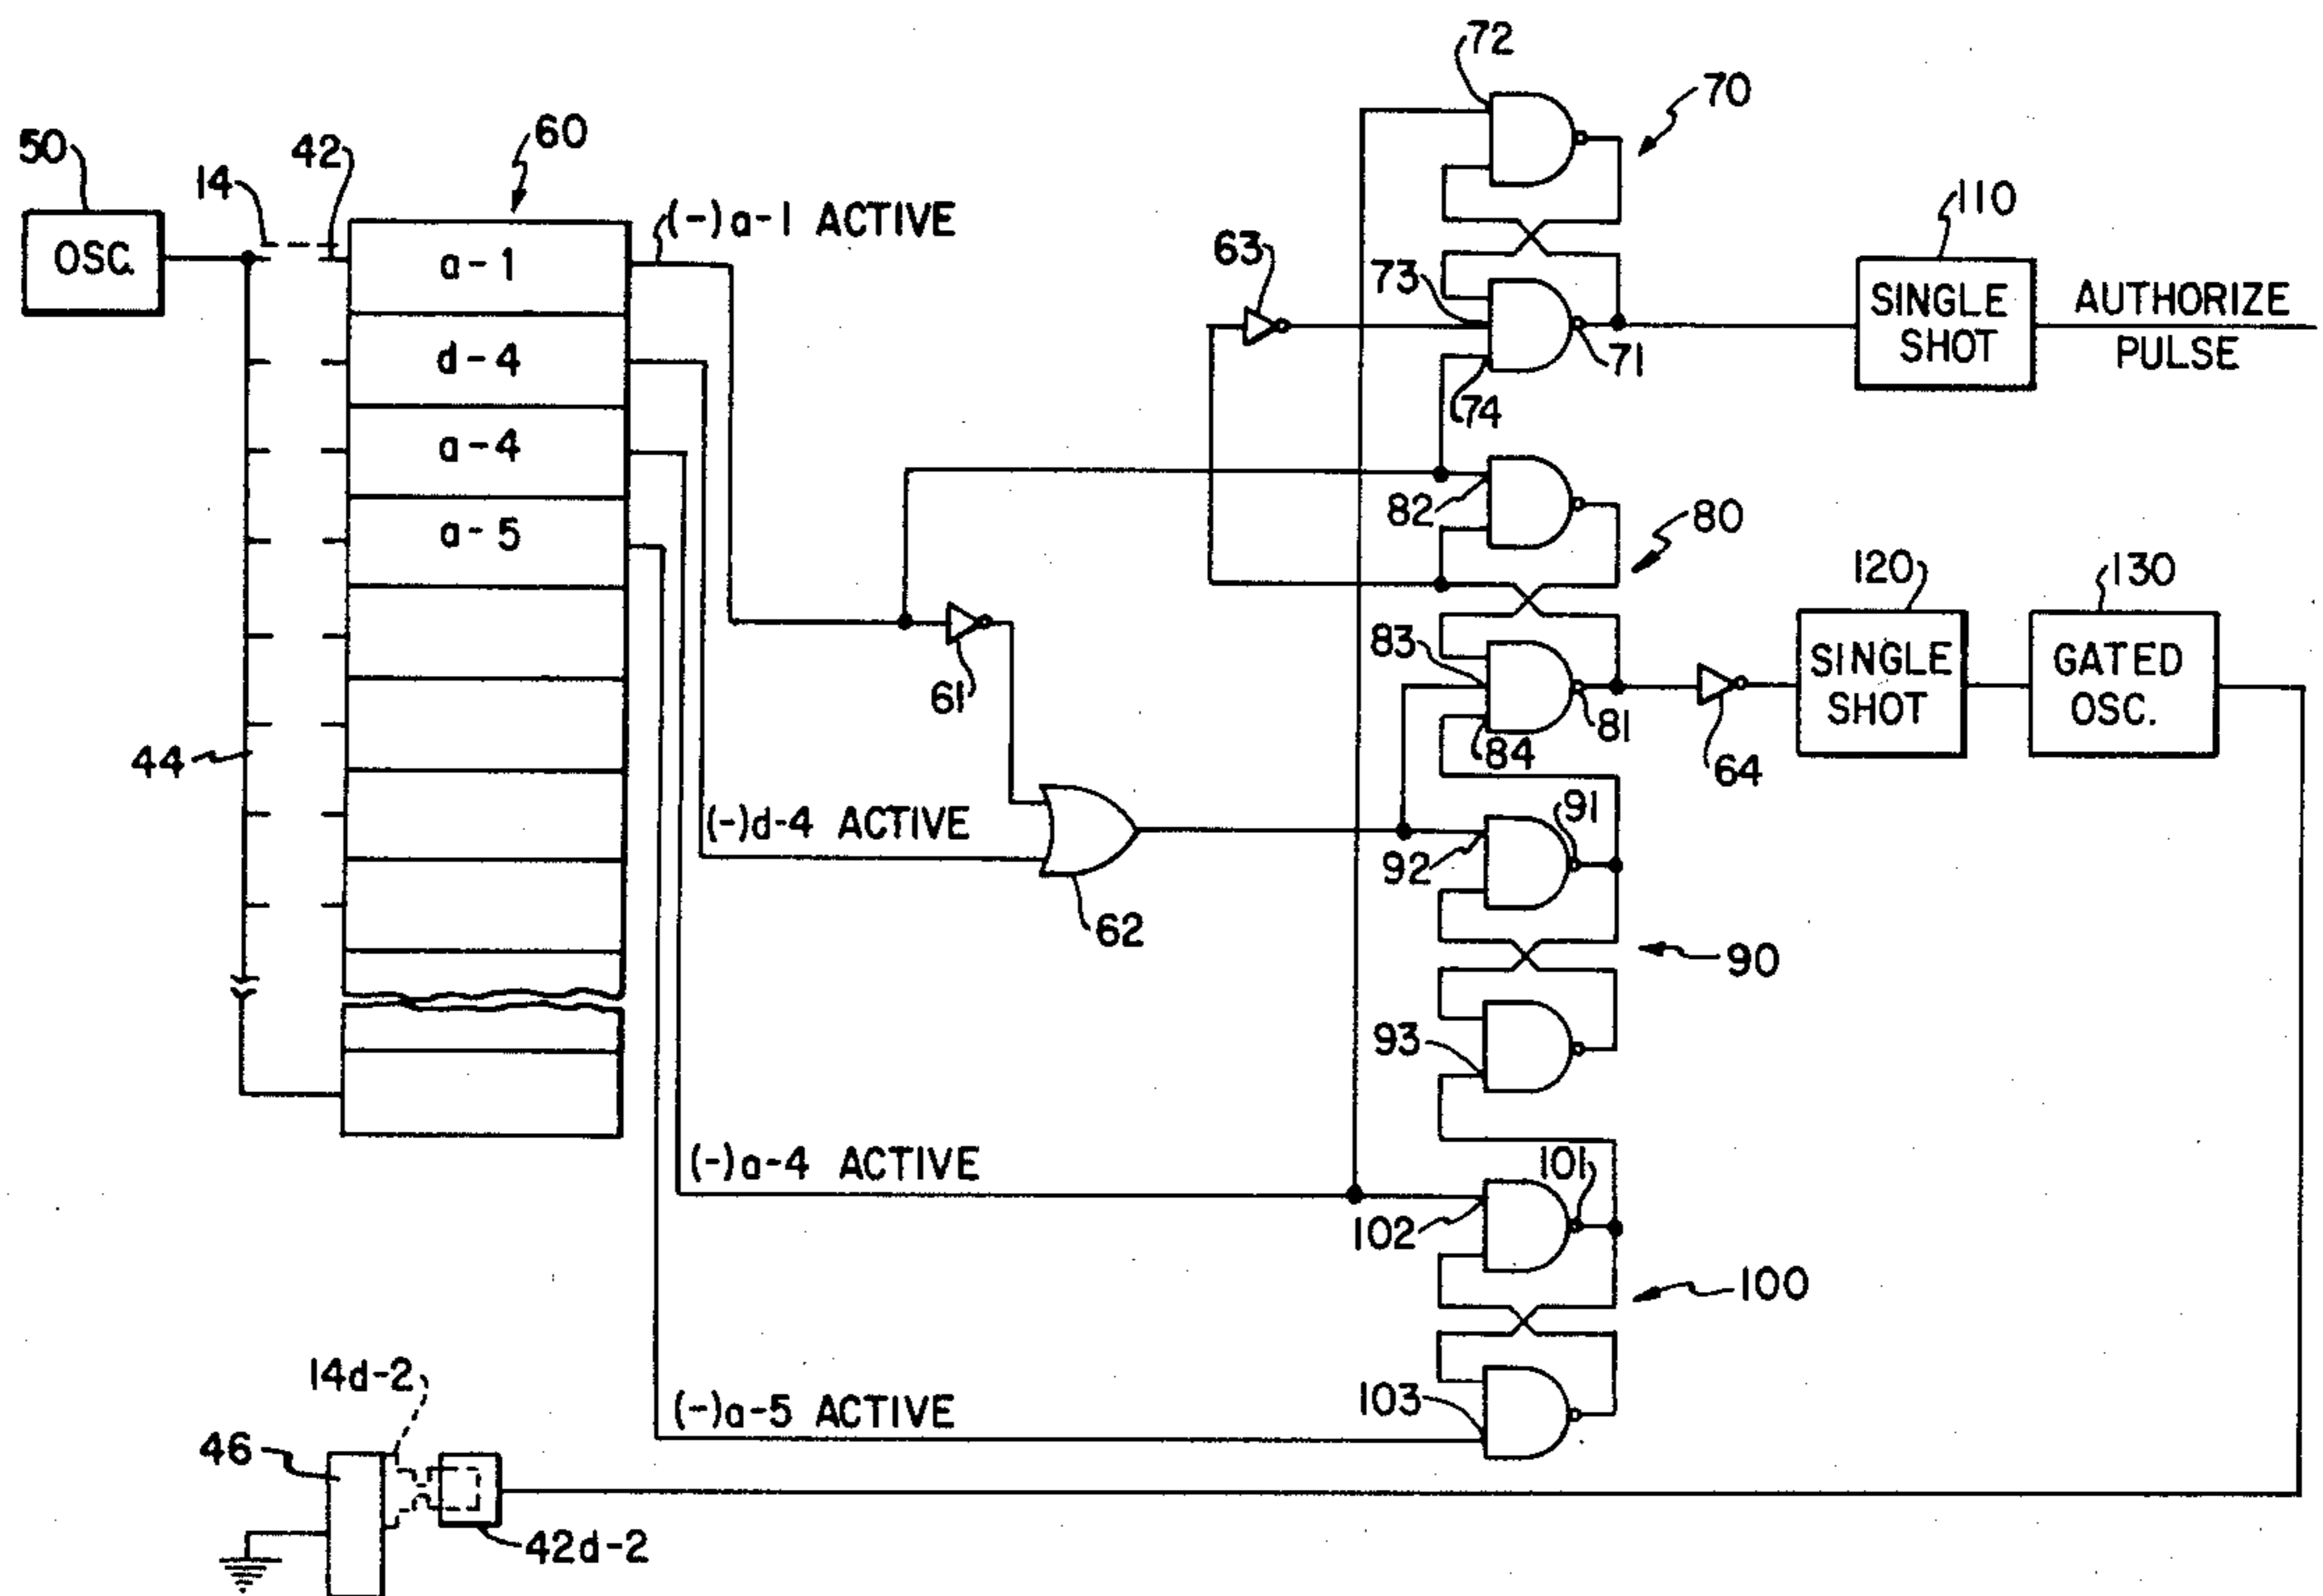 72
70
50
14
42
60
OSC.
(-)a-1 ACTIVE
a-1
d-4
a-4
a-5
63
73
71
74
110
SINGLE
SHOT
AUTHORIZE
PULSE
82
80
83
81
84
64
120
SINGLE
SHOT
130
GATED
OSC.
61
44
(-)d-4 ACTIVE
62
91
92
90
93
(-)a-4 ACTIVE
101
102
100
14d-2
(-)a-5 ACTIVE
103
46
42d-2